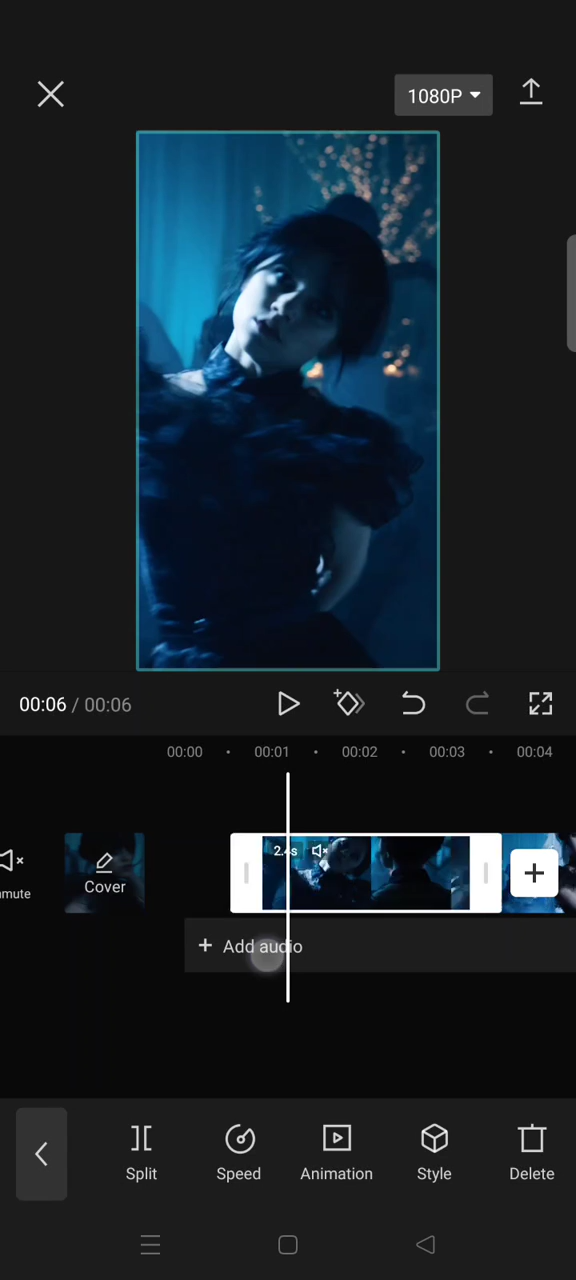 1080P
00:06 / 00:06
00:00 • 00:01 • 00:02 • 00:03 • 00:04
2.4s
mute
Cover
+ Add audio
Split Speed Animation Style Delete